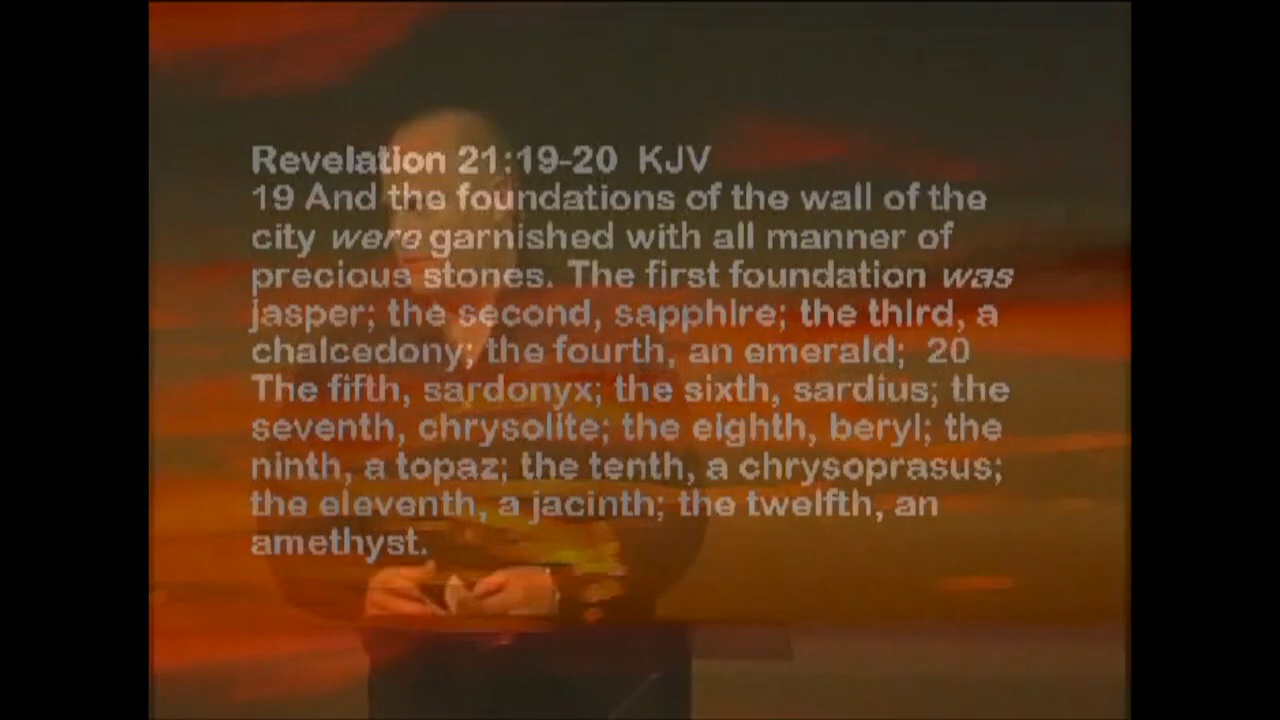 Revelation 21:19-20 KJV
19 And the foundations of the wall of the
city were garnished with all manner of
precious stones. The first foundation was
jasper; the second, sapphire; the third, a
chalcedony; the fourth, an emerald; 20
The fifth, sardonyx; the sixth, sardius; the
seventh, chrysolite; the eighth, beryl; the
ninth, a topaz; the tenth, a chrysoprasus;
the eleventh, a jacinth; the twelfth, an
amethyst.